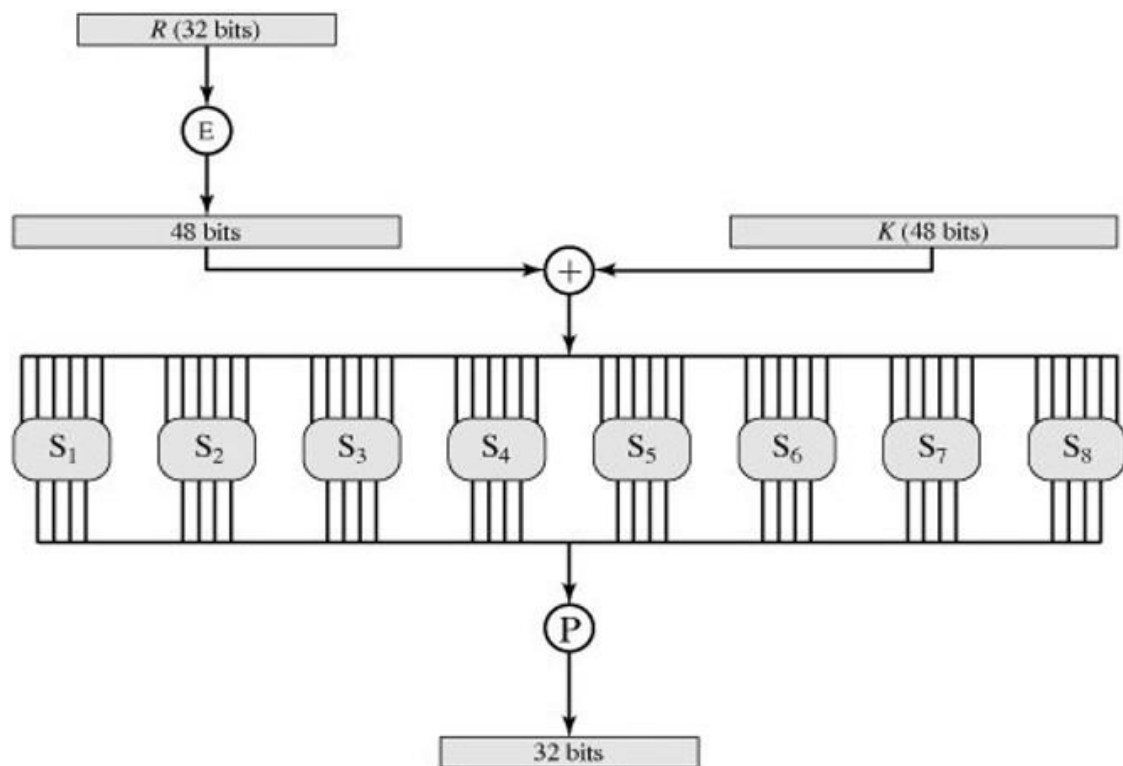 R (32 bits)
E
48 bits
K (48 bits)
+
S₁ S₂ S₃ S₄ S₅ S₆ S₇ S₈
P
32 bits